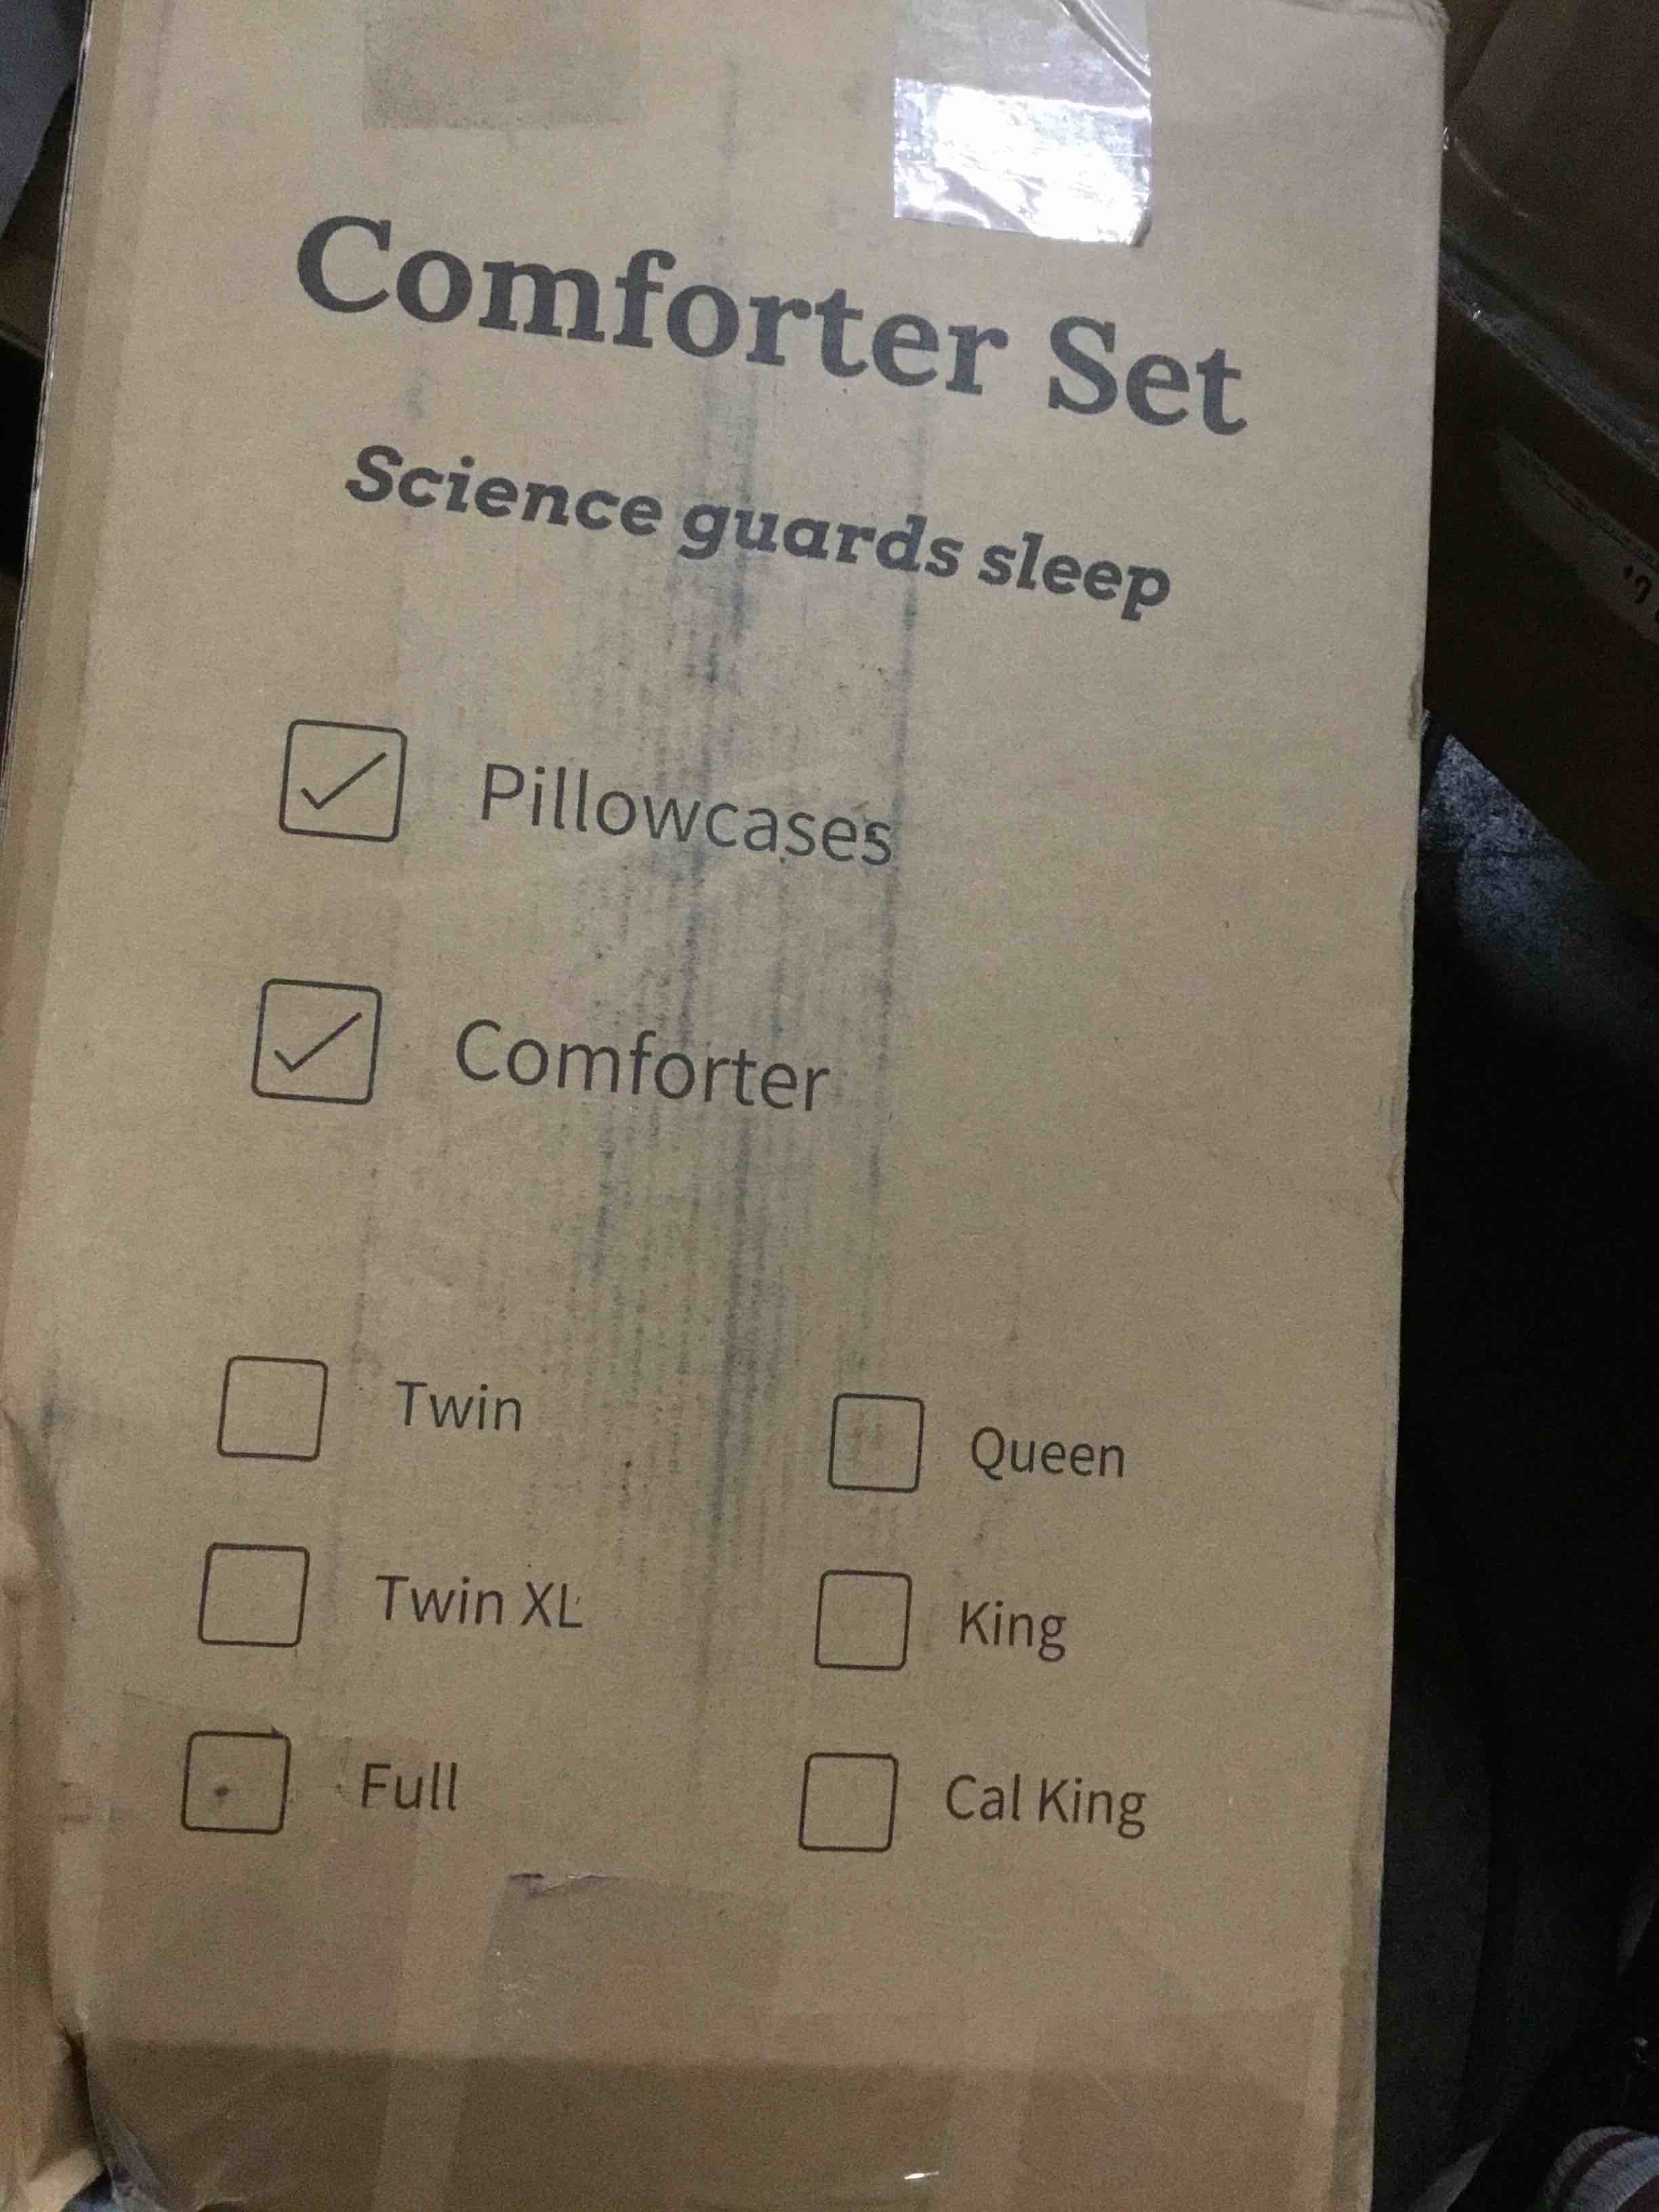 Comforter Set
Science guards sleep
Pillowcases
Comforter
Twin
Queen
Twin XL
King
Full
Cal King